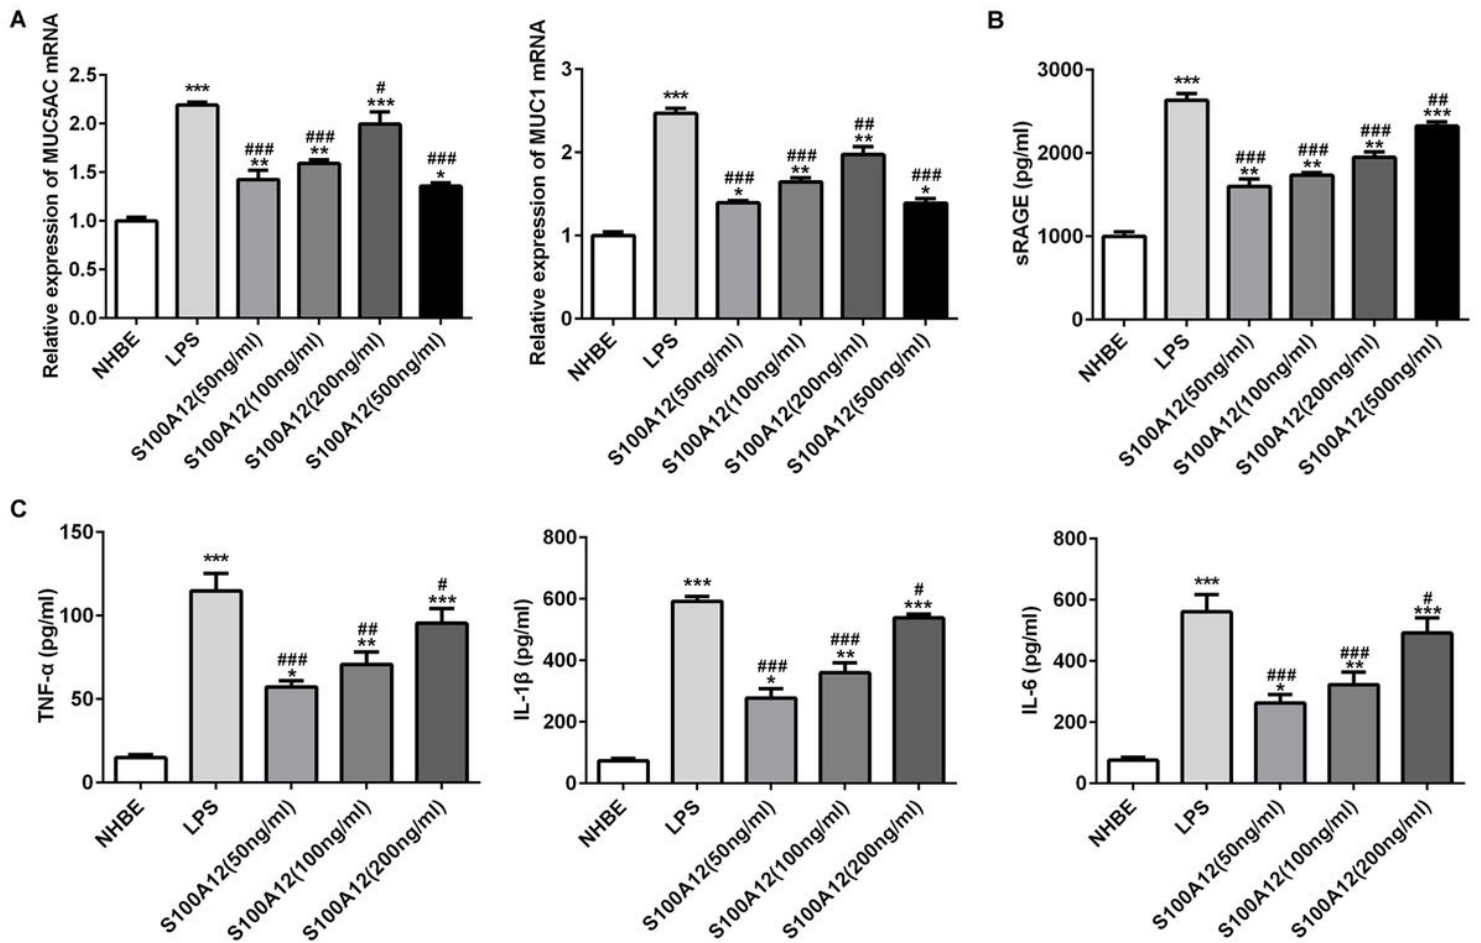 A
Relative expression of MUC5AC mRNA
2.5
2.0
1.5
1.0
0.5
0.0
***
###
**
###
**
#
***
###
*
NHBE
LPS
S100A12(50ng/ml)
S100A12(100ng/ml)
S100A12(200ng/ml)
S100A12(500ng/ml)
Relative expression of MUC1 mRNA
3
2
1
0
***
###
*
###
**
##
**
###
*
NHBE
LPS
S100A12(50ng/ml)
S100A12(100ng/ml)
S100A12(200ng/ml)
S100A12(500ng/ml)
B
sRAGE (pg/ml)
3000
2000
1000
0
***
###
**
###
**
###
**
##
***
NHBE
LPS
S100A12(50ng/ml)
S100A12(100ng/ml)
S100A12(200ng/ml)
S100A12(500ng/ml)
C
TNF-α (pg/ml)
150
100
50
0
***
###
*
##
**
#
***
NHBE
LPS
S100A12(50ng/ml)
S100A12(100ng/ml)
S100A12(200ng/ml)
IL-1β (pg/ml)
800
600
400
200
0
***
###
*
###
**
#
***
NHBE
LPS
S100A12(50ng/ml)
S100A12(100ng/ml)
S100A12(200ng/ml)
IL-6 (pg/ml)
800
600
400
200
0
***
###
*
###
**
#
***
NHBE
LPS
S100A12(50ng/ml)
S100A12(100ng/ml)
S100A12(200ng/ml)